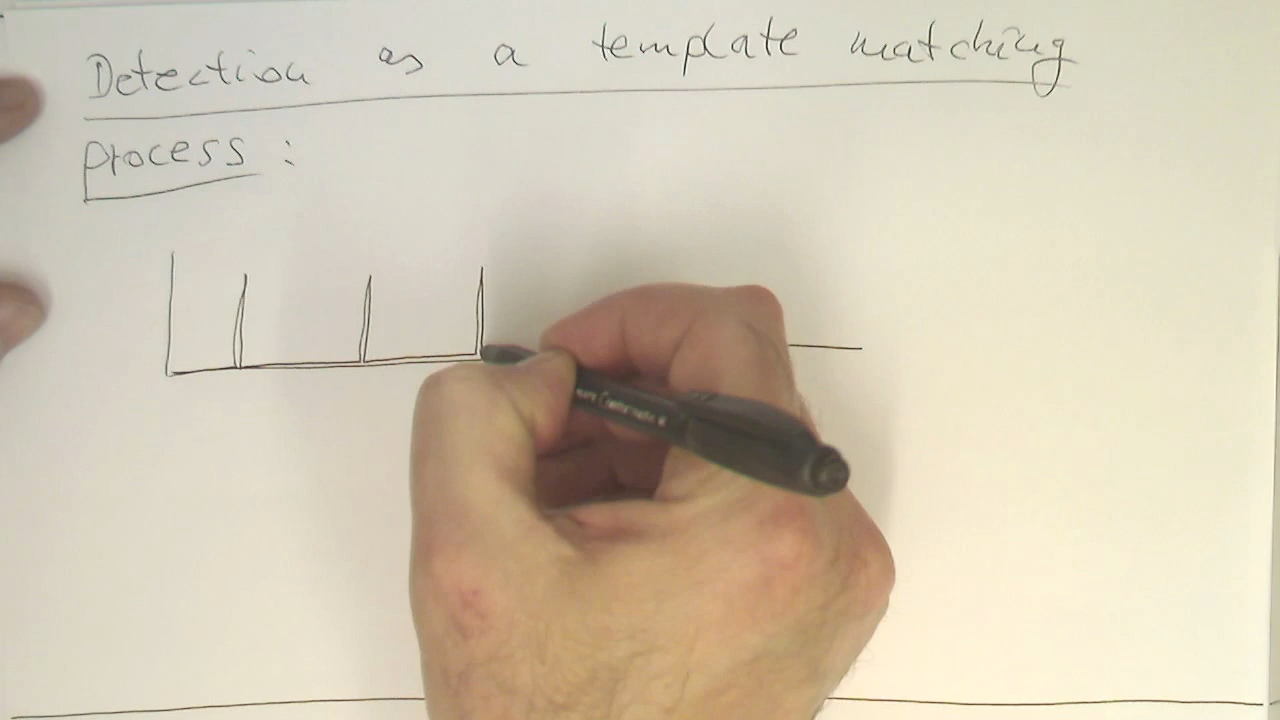 Detection as a template matching
process :